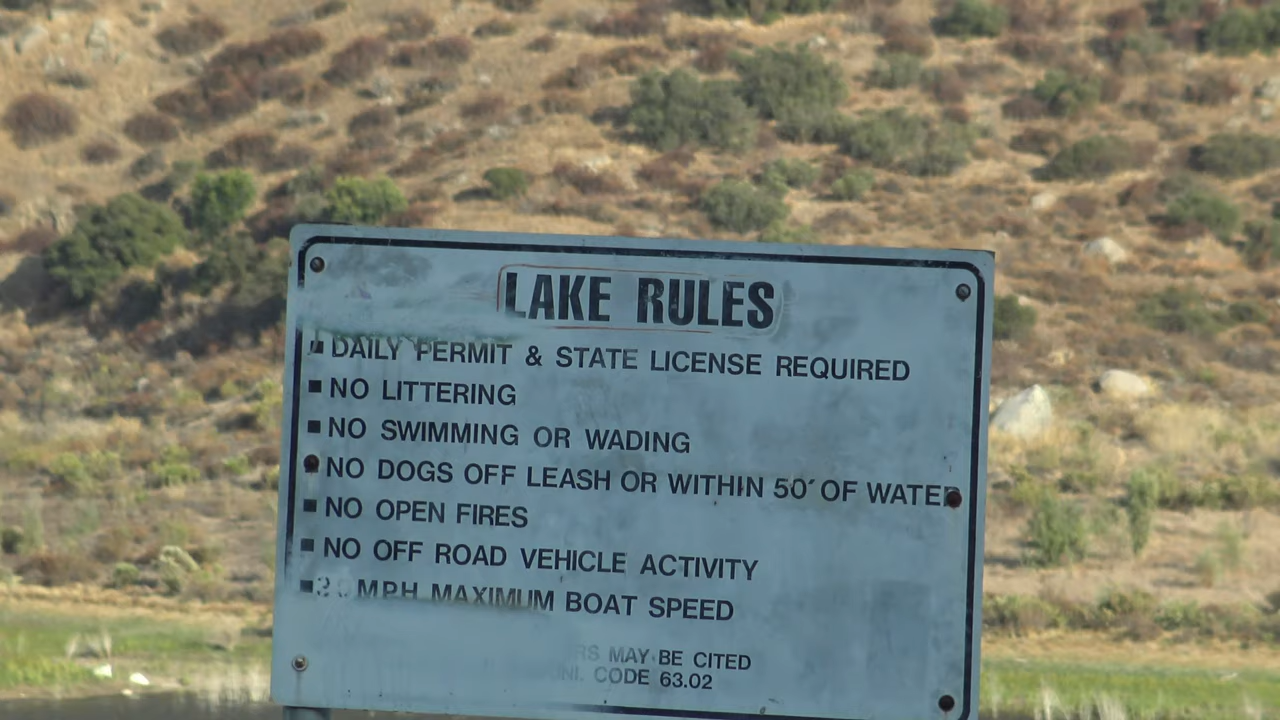 LAKE RULES
DAILY PERMIT & STATE LICENSE REQUIRED
NO LITTERING
NO SWIMMING OR WADING
NO DOGS OFF LEASH OR WITHIN 50' OF WATER
NO OPEN FIRES
NO OFF ROAD VEHICLE ACTIVITY
MPH MAXIMUM BOAT SPEED
MAY BE CITED
CODE 63.02